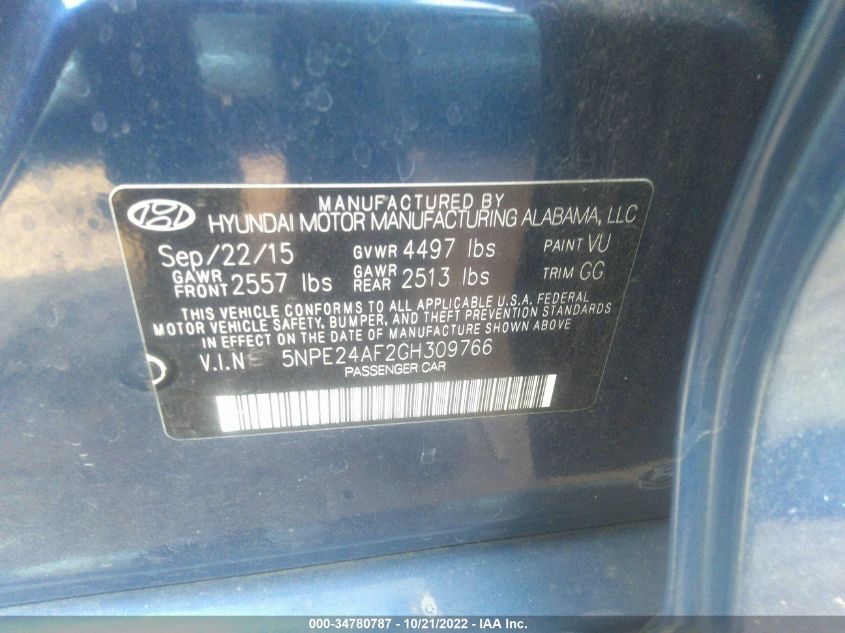 MANUFACTURED BY
HYUNDAI MOTOR MANUFACTURING ALABAMA, LLC
Sep/22/15 GVWR 4497 lbs PAINT VU
GAWR FRONT 2557 lbs GAWR REAR 2513 lbs TRIM GG
THIS VEHICLE CONFORMS TO ALL APPLICABLE U.S.A. FEDERAL
MOTOR VEHICLE SAFETY, BUMPER, AND THEFT PREVENTION STANDARDS
IN EFFECT ON THE DATE OF MANUFACTURE SHOWN ABOVE
V.I.N 5NPE24AF2GH309766
PASSENGER CAR
000-34780787 - 10/21/2022 - IAA Inc.